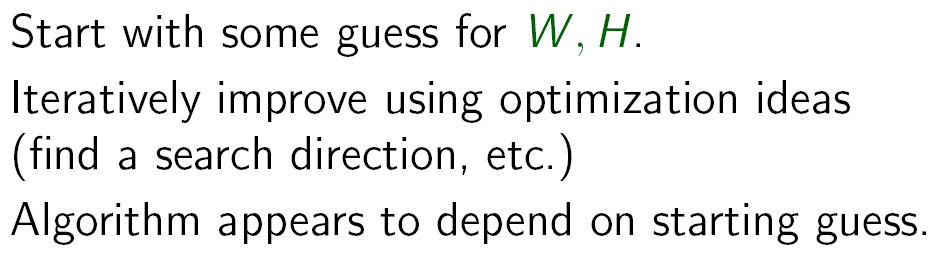 Start with some guess for W, H.
Iteratively improve using optimization ideas
(find a search direction, etc.)
Algorithm appears to depend on starting guess.